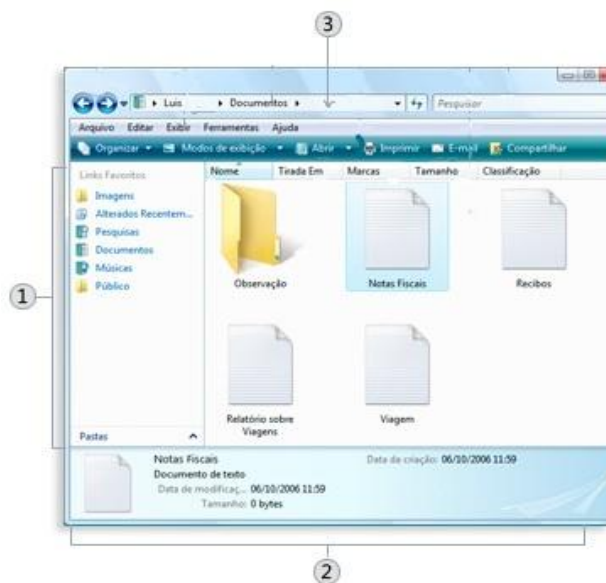 3
Luis Documentos Pesquisar
Arquivo Editar Exibir Ferramentas Ajuda
Organizar Modos de exibição Abrir Imprimir E-mail Compartilhar
Links Favoritos
Nome Tirada Em Marcas Tamanho Classificação
Imagens
Alterados Recentem...
Pesquisas
Documentos
Músicas
Público
1
Observação Notas Fiscais Recibos
Relatório sobre
Viagens
Viagem
Pastas
Notas Fiscais Data de criação: 06/10/2006 11:59
Documento de texto
Data de modificaç... 06/10/2006 11:59
Tamanho: 0 bytes
2